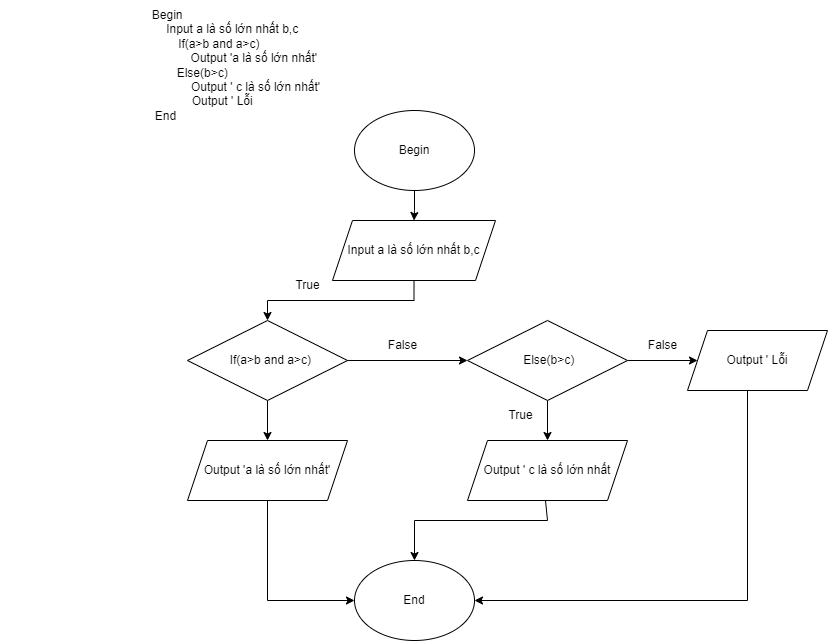 Begin
Input a là số lớn nhất b,c
If(a>b and a>c)
Output 'a là số lớn nhất'
Else(b>c)
Output ' c là số lớn nhất'
Output ' Lỗi
End
Begin
Input a là số lớn nhất b,c
True
If(a>b and a>c)
False
Else(b>c)
False
Output ' Lỗi
True
Output 'a là số lớn nhất'
Output ' c là số lớn nhất
End